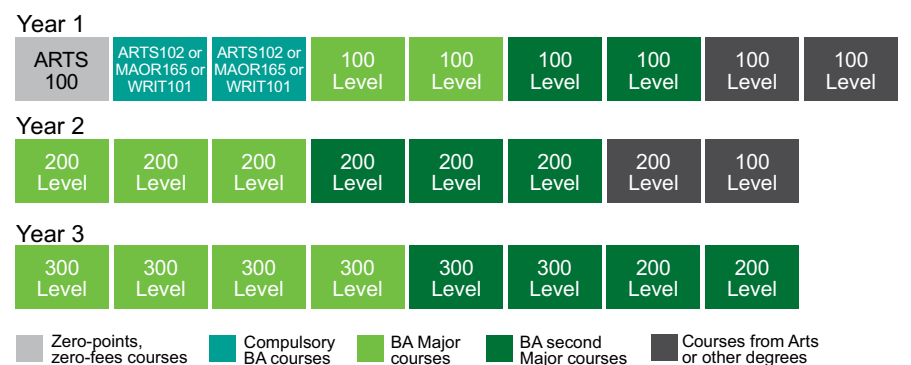 Year 1
ARTS
100
ARTS102 or
MAOR165 or
WRIT101
ARTS102 or
MAOR165 or
WRIT101
100
Level
100
Level
100
Level
100
Level
100
Level
100
Level
Year 2
200
Level
200
Level
200
Level
200
Level
200
Level
200
Level
200
Level
100
Level
Year 3
300
Level
300
Level
300
Level
300
Level
300
Level
300
Level
200
Level
200
Level
Zero-points,
zero-fees courses
Compulsory
BA courses
BA Major
courses
BA second
Major courses
Courses from Arts
or other degrees